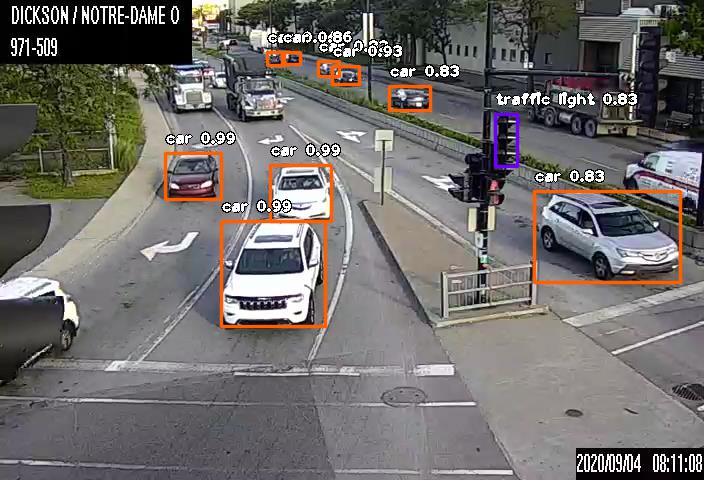 DICKSON / NOTRE-DAME O
971-509
car 0.86
car 0.93
car 0.83
traffic light 0.83
car 0.99
car 0.99
car 0.83
car 0.99
2020/09/04 08:11:08